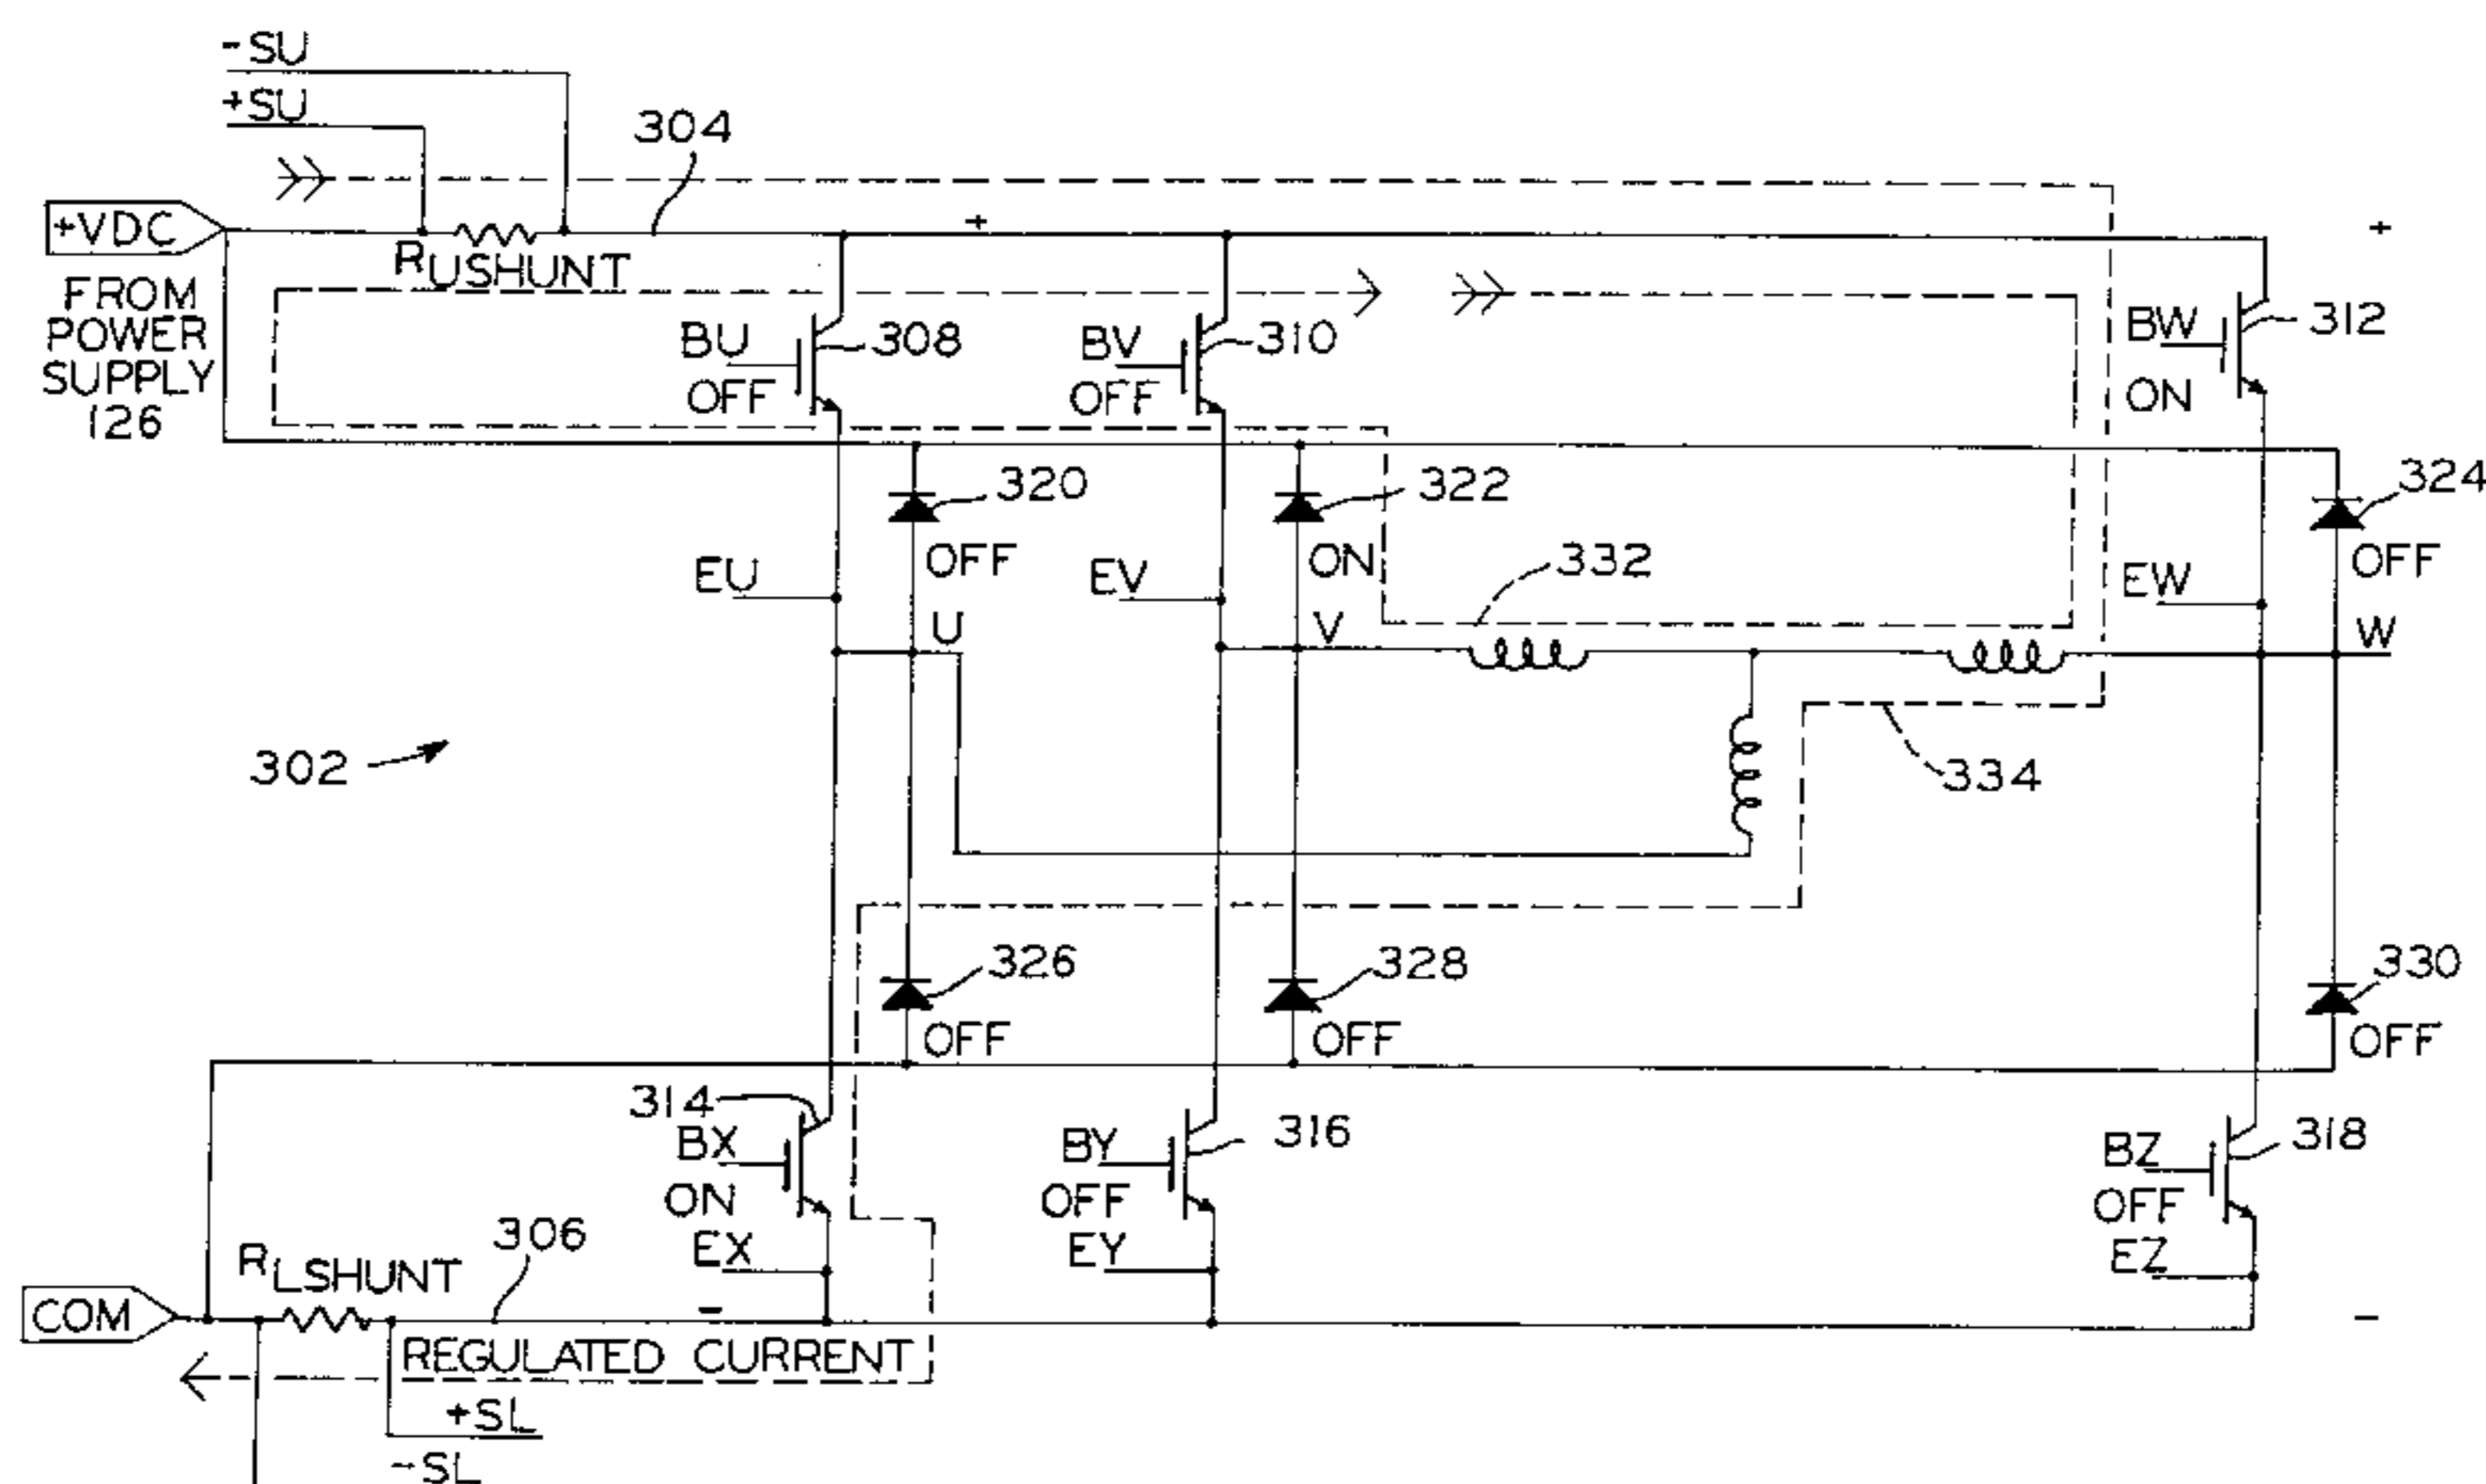 -SU
+SU
304
+VDC
RUSHUNT
+
+
FROM
POWER
SUPPLY
126
BU
308
OFF
BV
310
OFF
BW
312
ON
320
OFF
322
ON
324
OFF
EU
EV
332
EW
U
V
W
302
334
326
OFF
328
OFF
330
OFF
314
BX
ON
EX
BY
316
OFF
EY
BZ
318
OFF
EZ
RLSHUNT
306
COM
-
-
REGULATED CURRENT
+SL
-SL